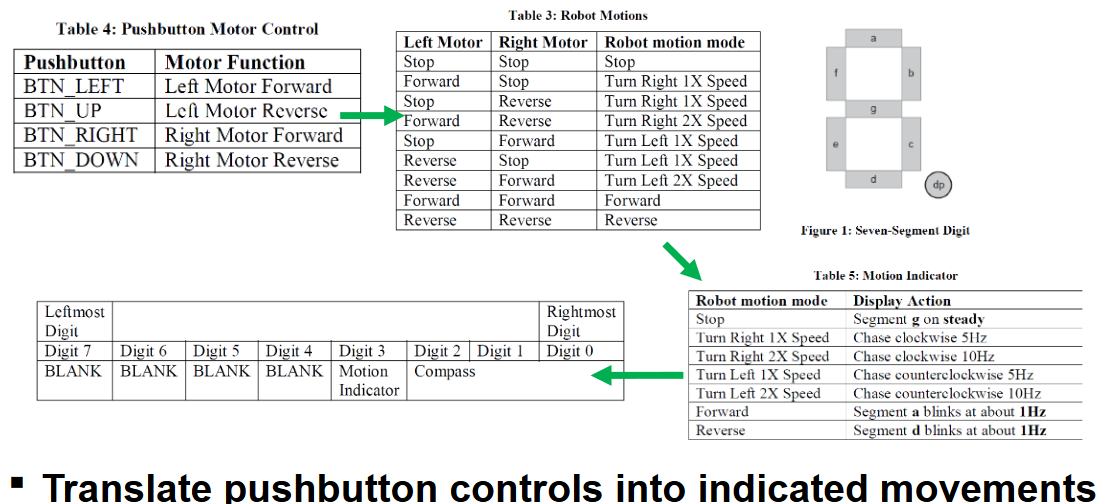 Table 4: Pushbutton Motor Control
Pushbutton Motor Function
BTN_LEFT Left Motor Forward
BTN_UP Left Motor Reverse
BTN_RIGHT Right Motor Forward
BTN_DOWN Right Motor Reverse
Table 3: Robot Motions
Left Motor Right Motor Robot motion mode
Stop Stop Stop
Forward Stop Turn Right 1X Speed
Stop Reverse Turn Right 1X Speed
Forward Reverse Turn Right 2X Speed
Stop Forward Turn Left 1X Speed
Reverse Stop Turn Left 1X Speed
Reverse Forward Turn Left 2X Speed
Forward Forward Forward
Reverse Reverse Reverse
a
f b
g
e c
d
dp
Figure 1: Seven-Segment Digit
Table 5: Motion Indicator
Robot motion mode Display Action
Stop Segment g on steady
Turn Right 1X Speed Chase clockwise 5Hz
Turn Right 2X Speed Chase clockwise 10Hz
Turn Left 1X Speed Chase counterclockwise 5Hz
Turn Left 2X Speed Chase counterclockwise 10Hz
Forward Segment a blinks at about 1Hz
Reverse Segment d blinks at about 1Hz
Leftmost Rightmost
Digit Digit
Digit 7 Digit 6 Digit 5 Digit 4 Digit 3 Digit 2 Digit 1 Digit 0
BLANK BLANK BLANK BLANK Motion Compass
Indicator
▪ Translate pushbutton controls into indicated movements